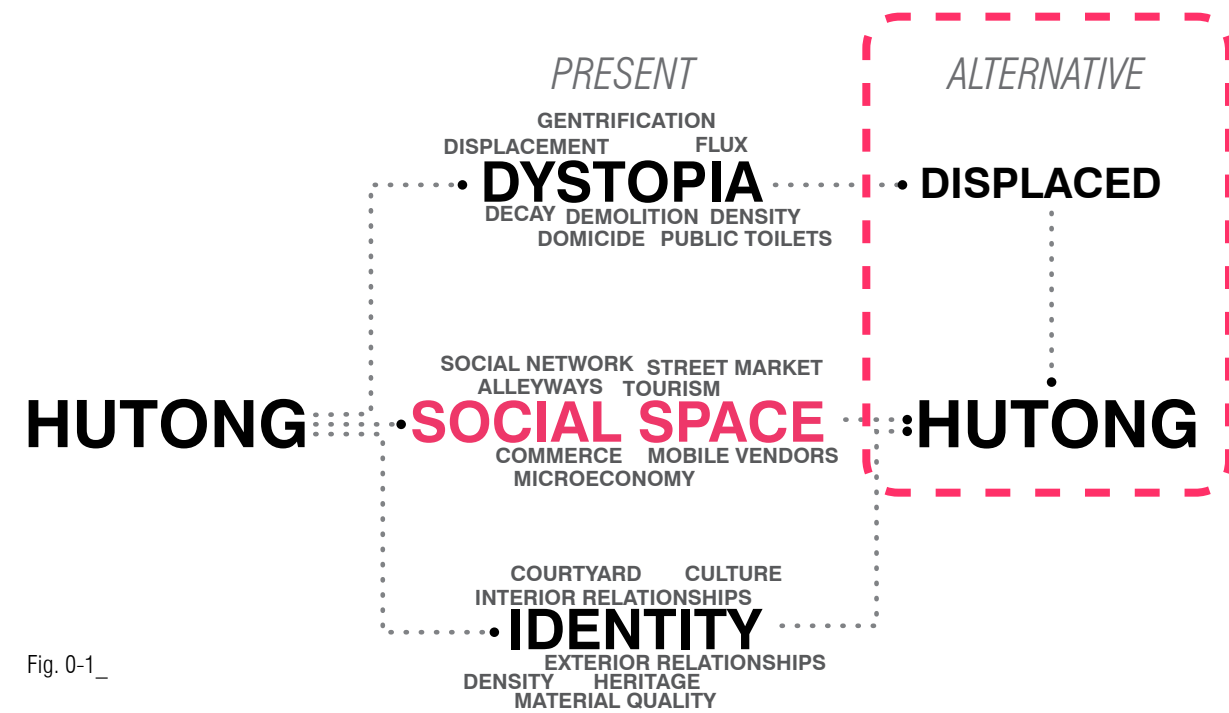 PRESENT
ALTERNATIVE
GENTRIFICATION
DISPLACEMENT
FLUX
DYSTOPIA
DISPLACED
DECAY
DEMOLITION
DENSITY
DOMICIDE
PUBLIC TOILETS
SOCIAL NETWORK
STREET MARKET
ALLEYWAYS
TOURISM
HUTONG
SOCIAL SPACE
HUTONG
COMMERCE
MOBILE VENDORS
MICROECONOMY
COURTYARD
CULTURE
INTERIOR RELATIONSHIPS
IDENTITY
EXTERIOR RELATIONSHIPS
DENSITY
HERITAGE
MATERIAL QUALITY
Fig. 0-1_